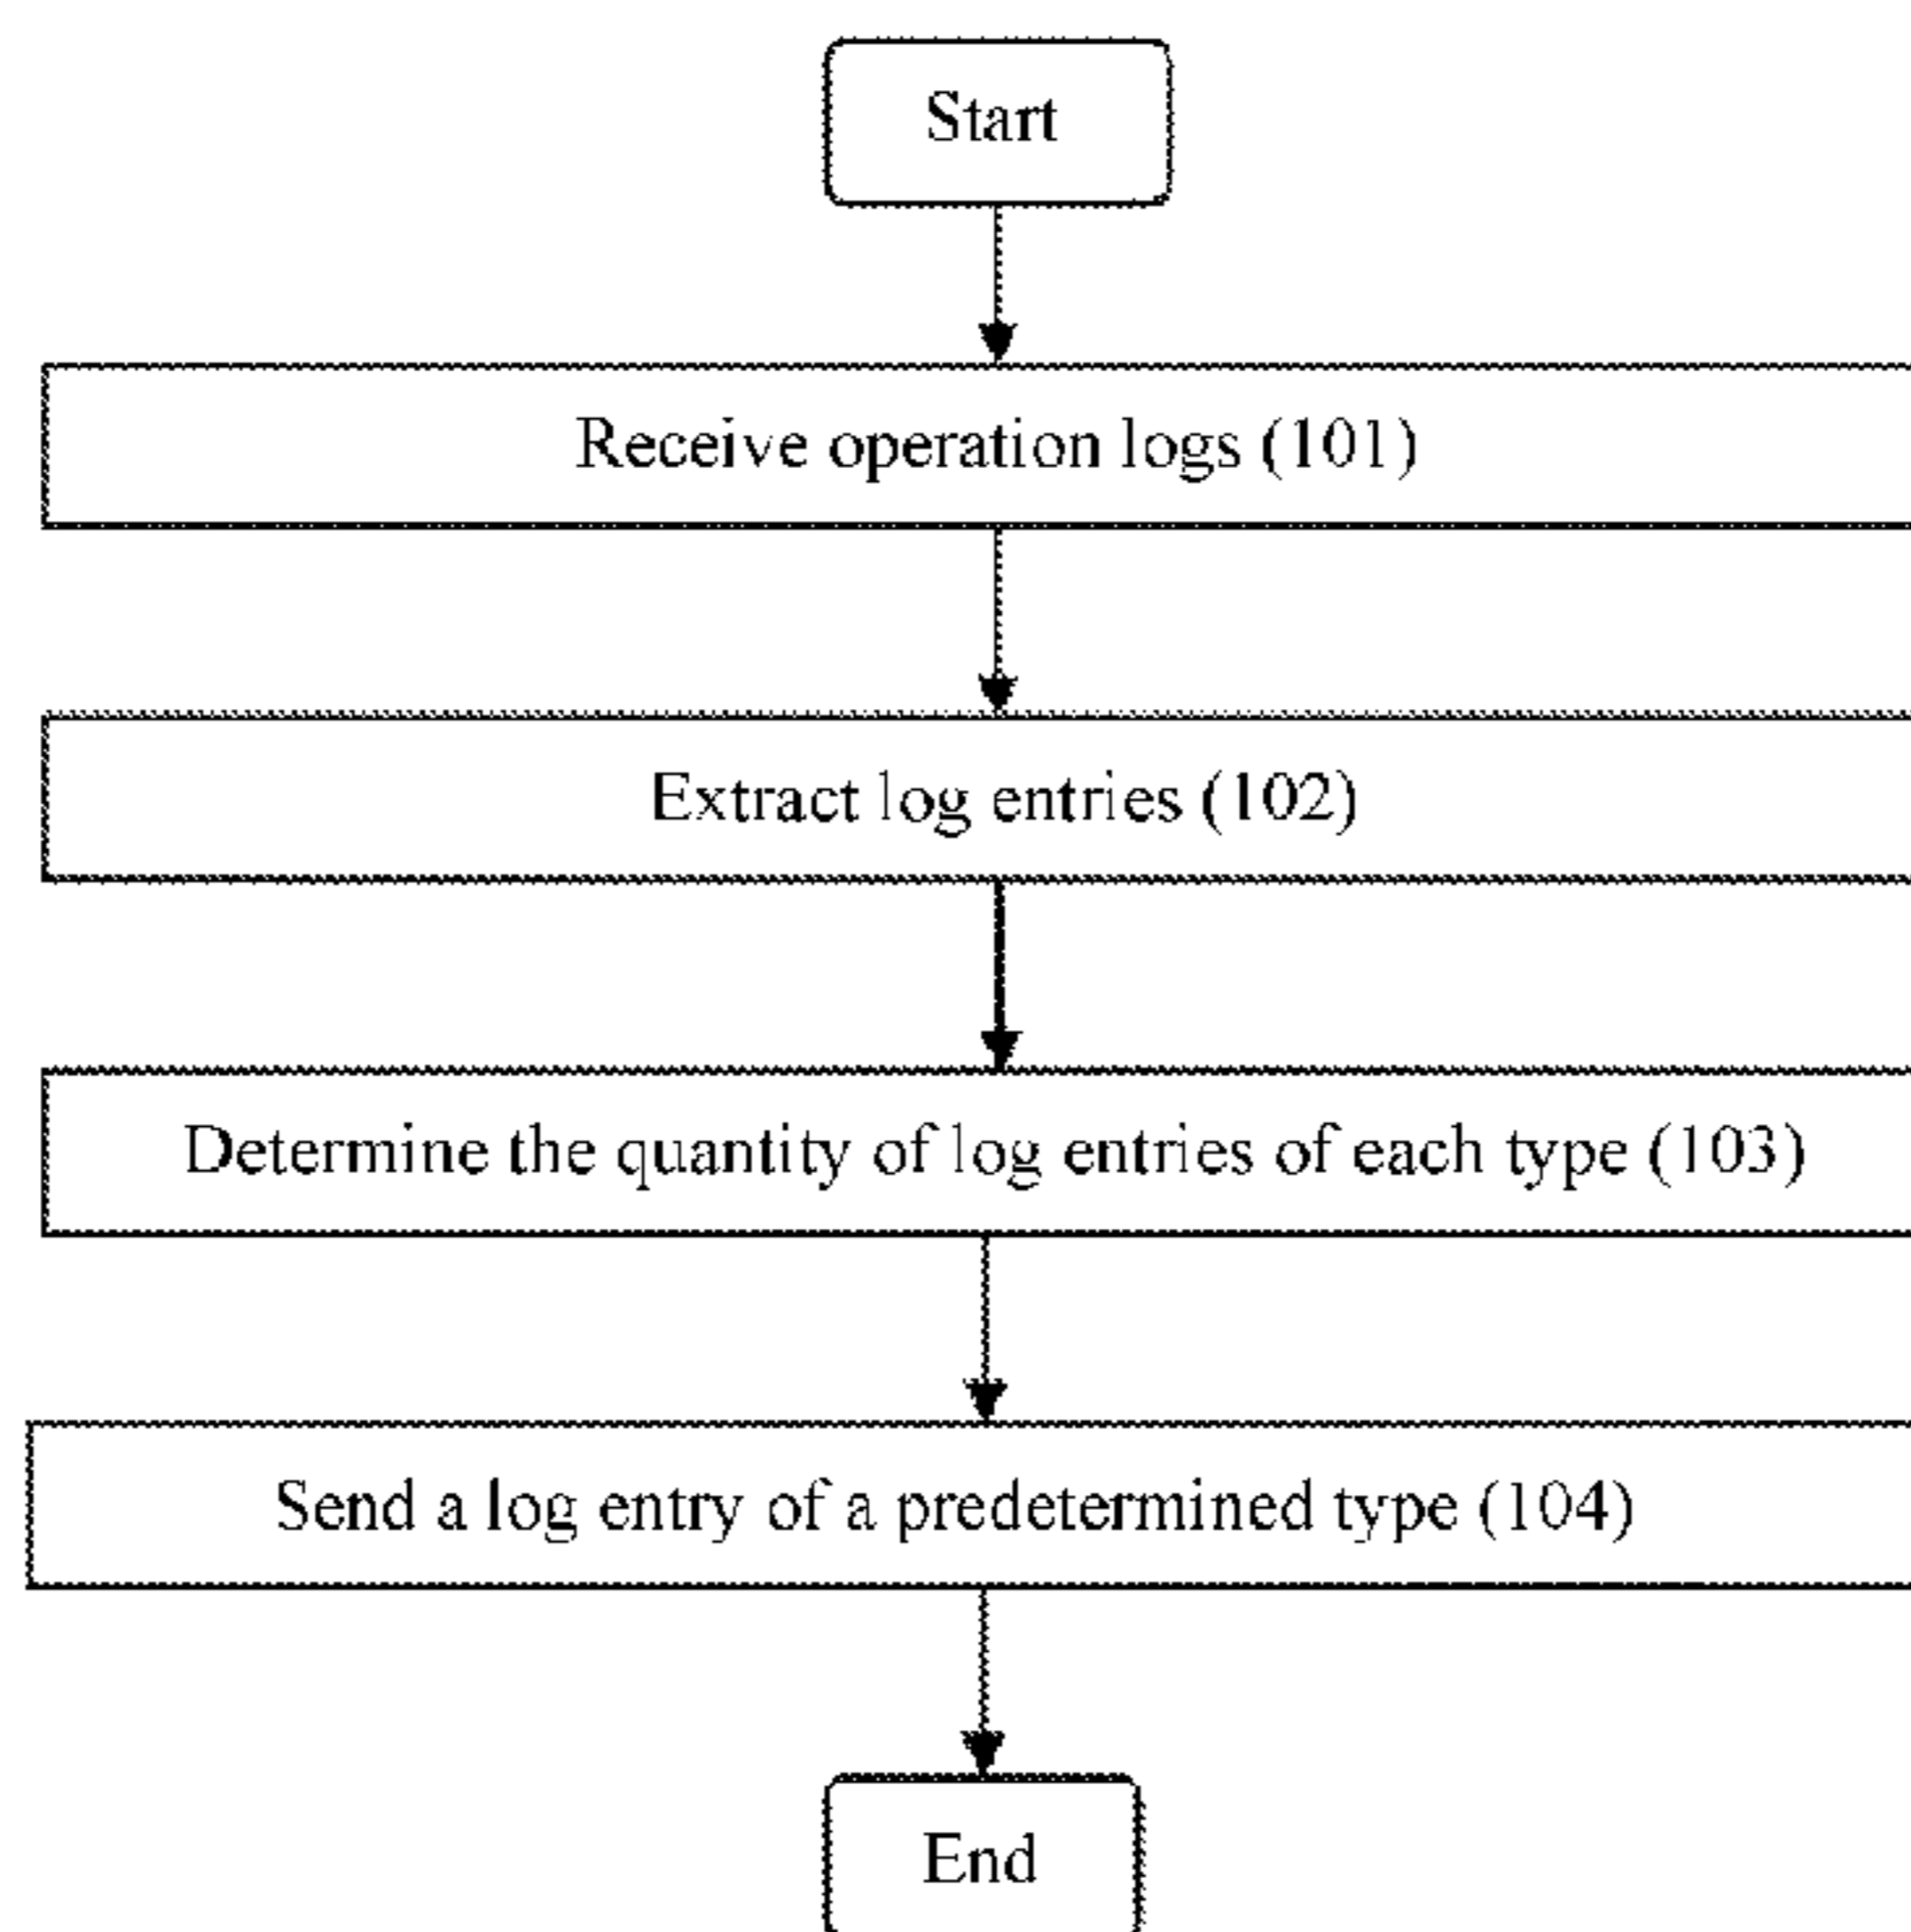 Start
Receive operation logs (101)
Extract log entries (102)
Determine the quantity of log entries of each type (103)
Send a log entry of a predetermined type (104)
End